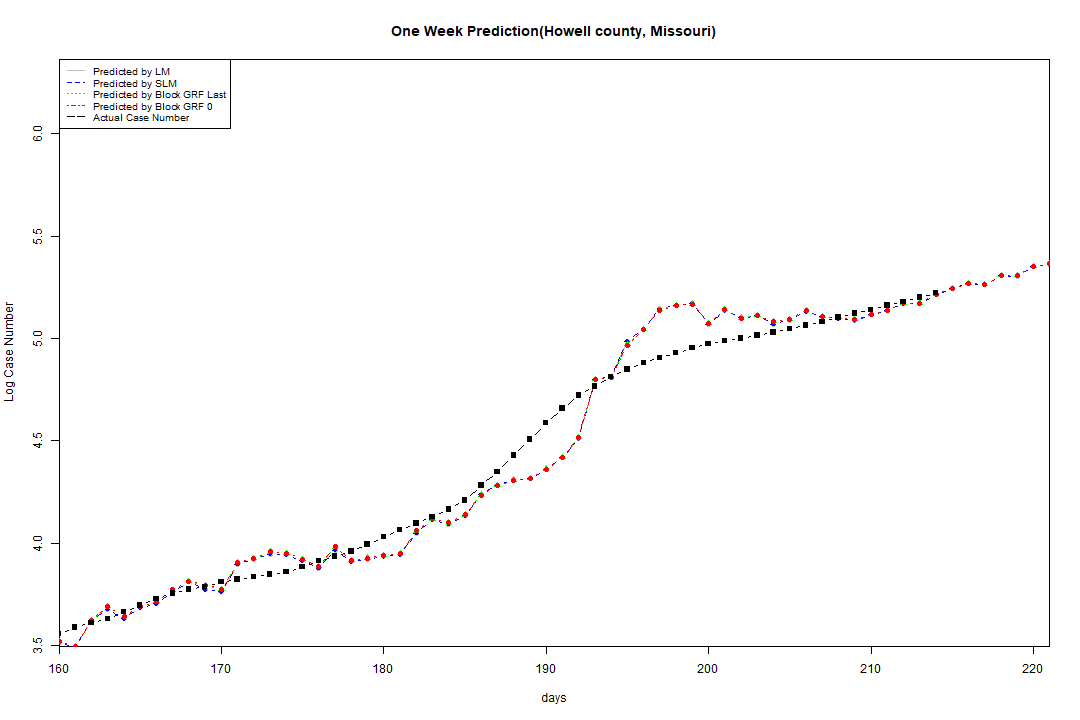 One Week Prediction(Howell county, Missouri)
Predicted by LM
Predicted by SLM
Predicted by Block GRF Last
Predicted by Block GRF 0
Actual Case Number
6.0
5.5
5.0
4.5
4.0
3.5
Log Case Number
160 170 180 190 200 210 220
days